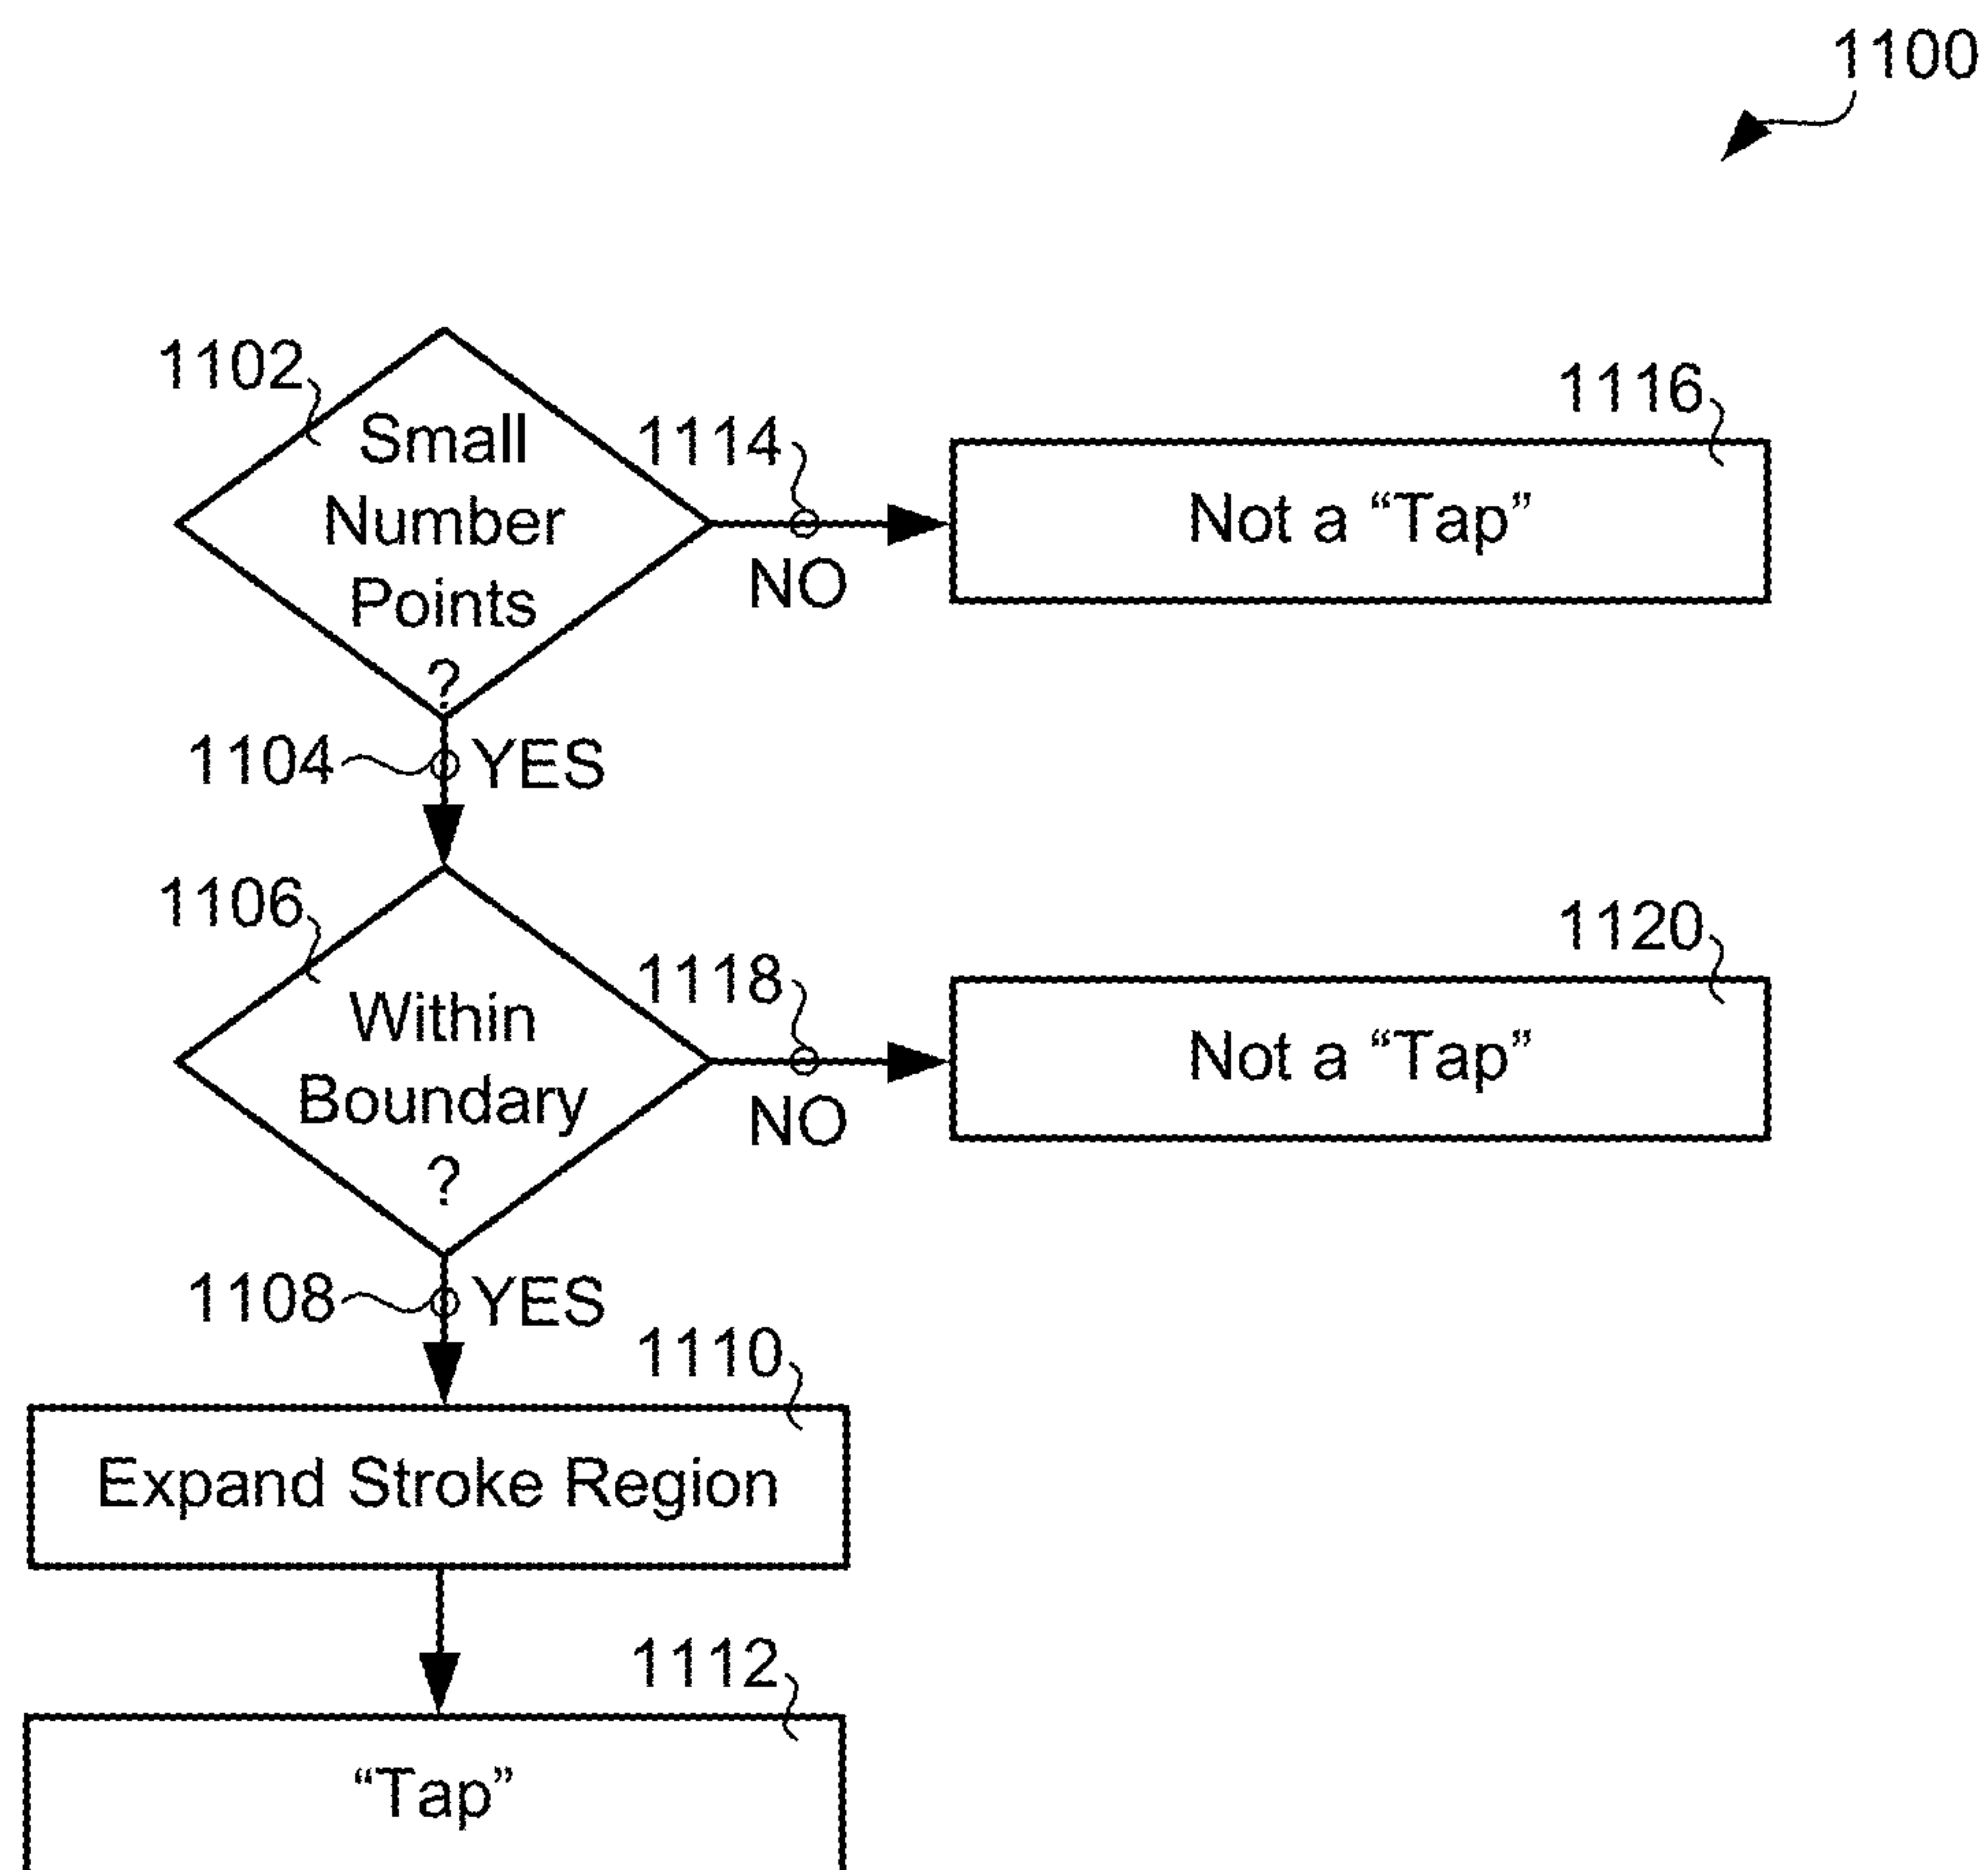 1100
1102
Small
Number
Points
?
1114
NO
1116
Not a “Tap”
1104
YES
1106
Within
Boundary
?
1118
NO
1120
Not a “Tap”
1108
YES
1110
Expand Stroke Region
1112
“Tap”